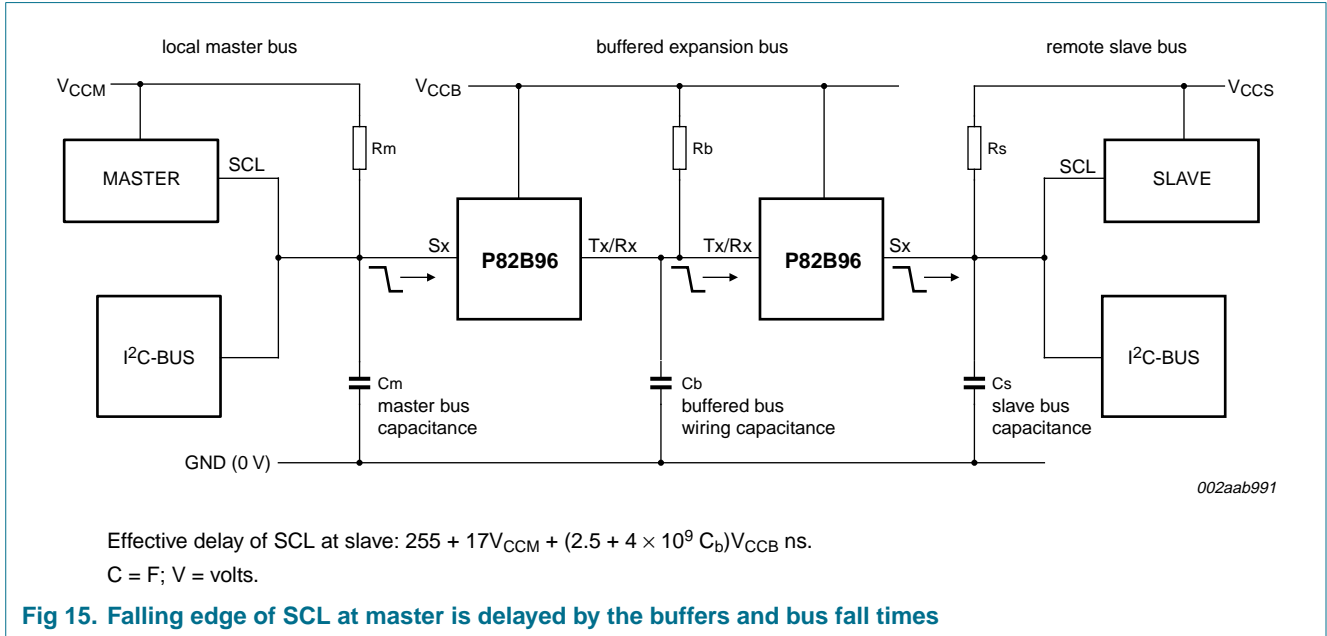 local master bus
buffered expansion bus
remote slave bus
VCCM
VCCB
VCCS
MASTER
SCL
Rm
Rb
Rs
SCL
SLAVE
Sx
P82B96
Tx/Rx
Tx/Rx
P82B96
Sx
I²C-BUS
I²C-BUS
Cm
master bus
capacitance
Cb
buffered bus
wiring capacitance
Cs
slave bus
capacitance
GND (0 V)
002aab991
Effective delay of SCL at slave: 255 + 17VCCM + (2.5 + 4 × 10⁹ Cb)VCCB ns.
C = F; V = volts.
Fig 15. Falling edge of SCL at master is delayed by the buffers and bus fall times